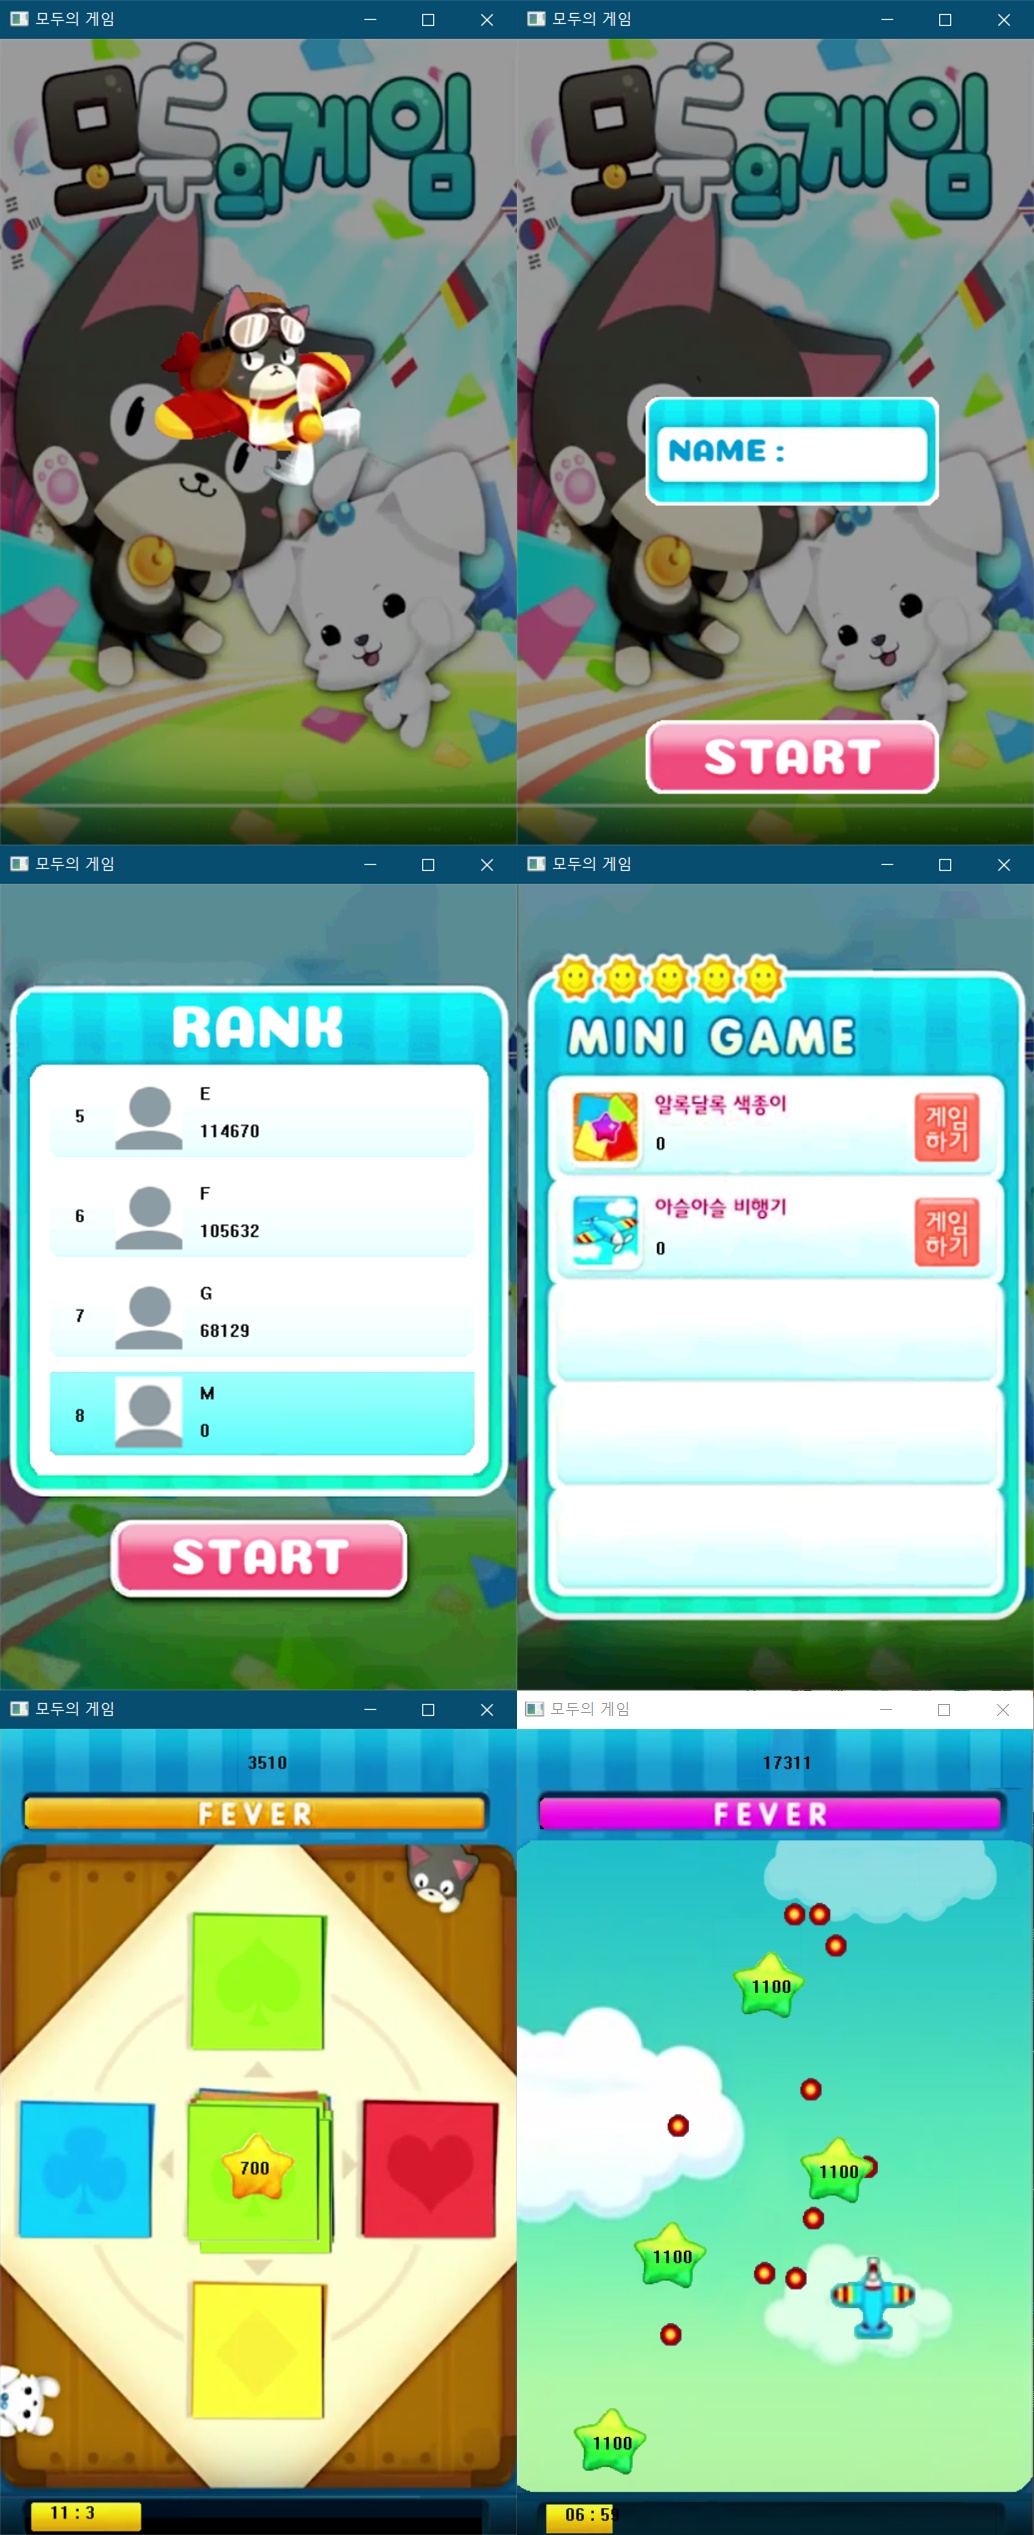 모두의 게임
모두의게임
모두의 게임
모두의게임
NAME :
START
모두의 게임
RANK
5
E
114670
6
F
105632
7
G
68129
8
M
0
START
모두의 게임
MINI GAME
알록달록 색종이
0
게임
하기
아슬아슬 비행기
0
게임
하기
모두의 게임
3510
FEVER
700
11 : 3
모두의 게임
17311
FEVER
1100
1100
1100
1100
06 : 59